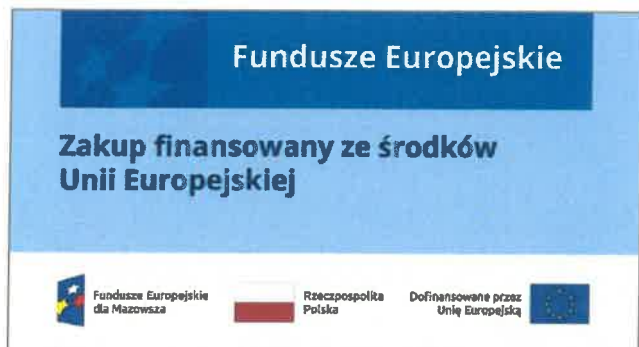 Fundusze Europejskie
Zakup finansowany ze środków
Unii Europejskiej
Fundusze Europejskie
dla Mazowsza
Rzeczpospolita
Polska
Dofinansowane przez
Unię Europejską